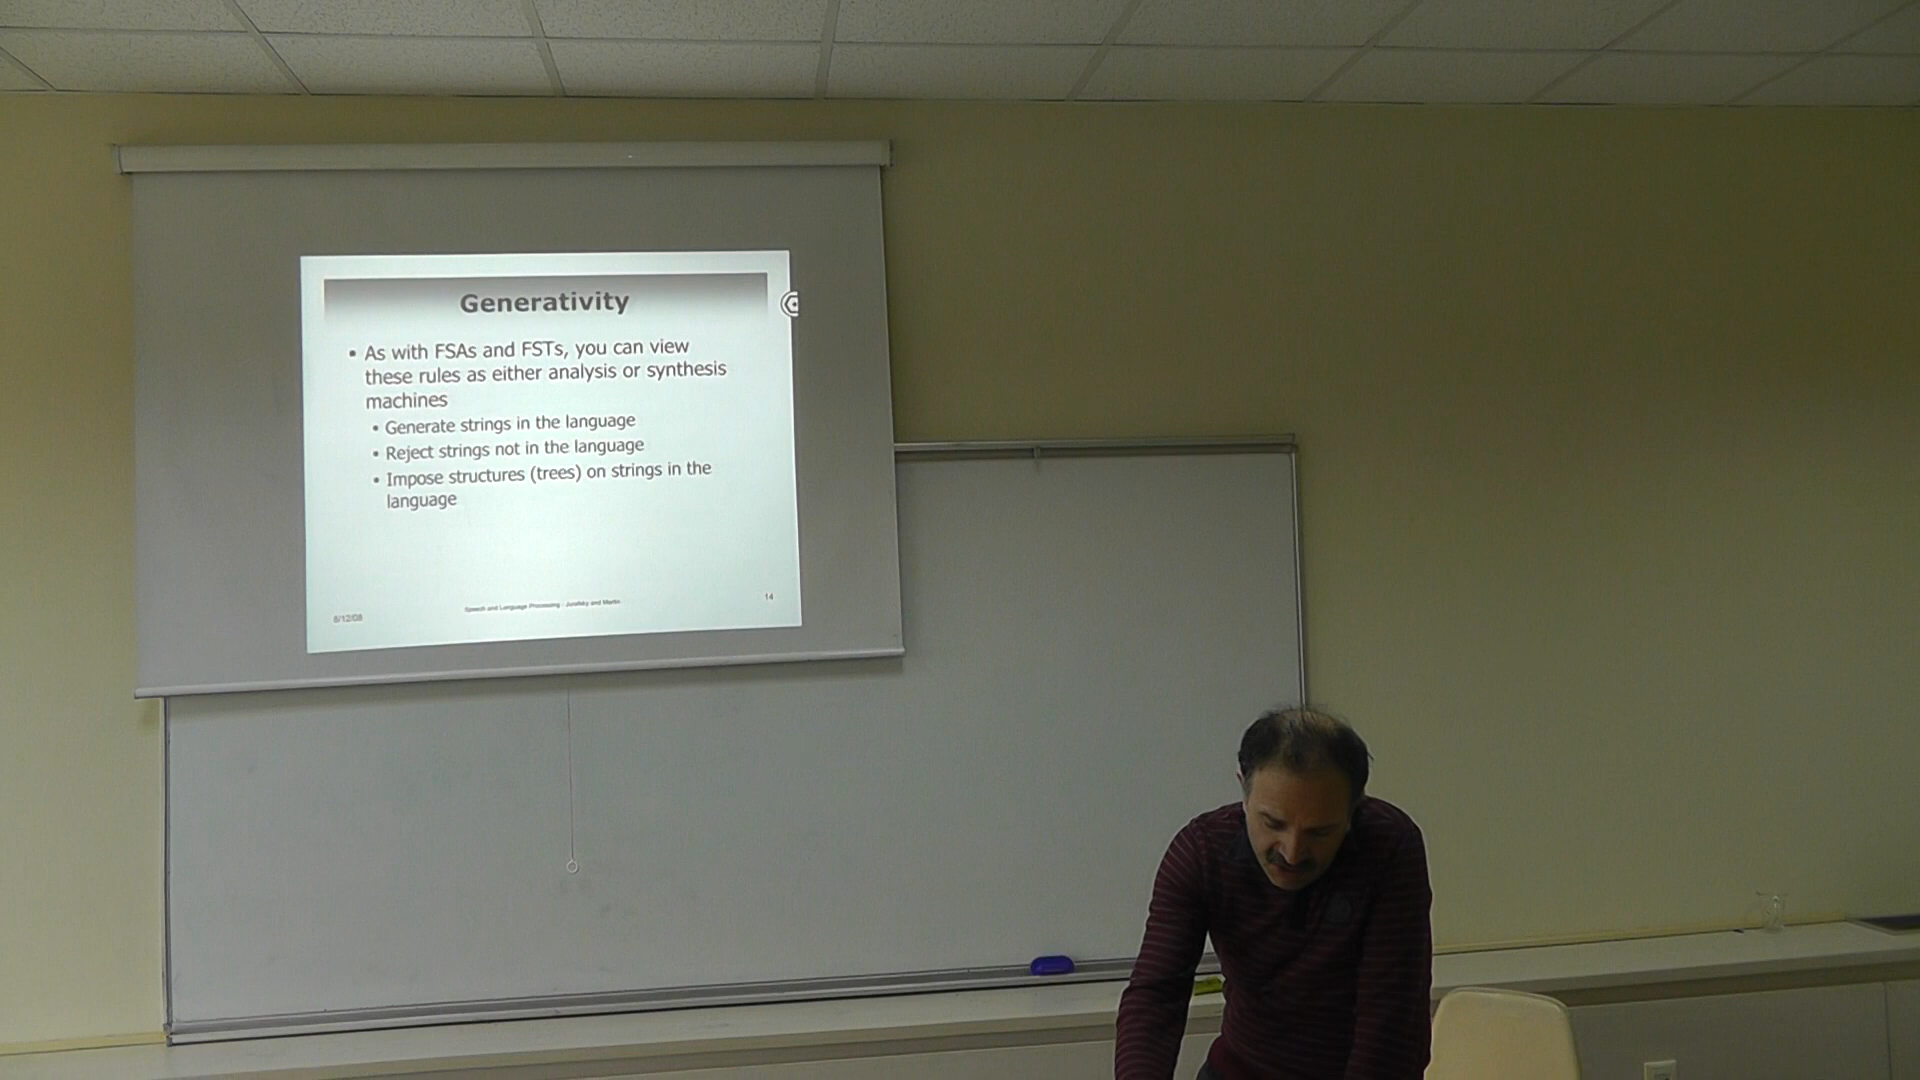 Generativity
• As with FSAs and FSTs, you can view
these rules as either analysis or synthesis
machines
• Generate strings in the language
• Reject strings not in the language
• Impose structures (trees) on strings in the
language
8/12/08
Speech and Language Processing - Jurafsky and Martin
14